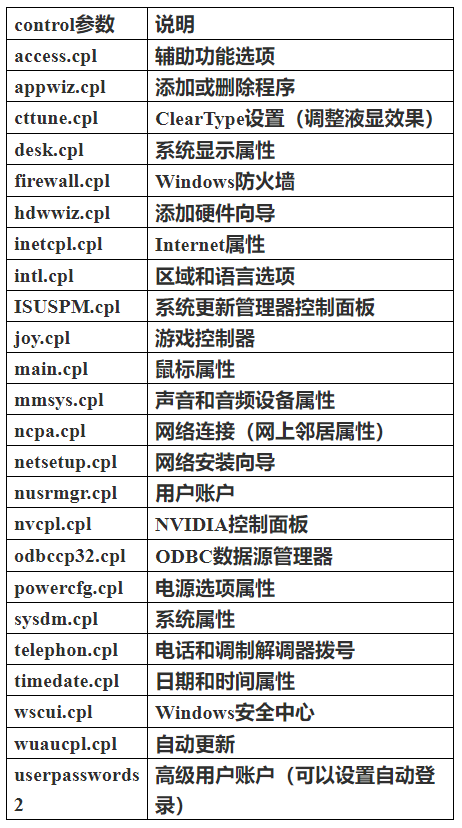 control参数 说明
access.cpl 辅助功能选项
appwiz.cpl 添加或删除程序
cttune.cpl ClearType设置（调整液显效果）
desk.cpl 系统显示属性
firewall.cpl Windows防火墙
hdwwiz.cpl 添加硬件向导
inetcpl.cpl Internet属性
intl.cpl 区域和语言选项
ISUSPM.cpl 系统更新管理器控制面板
joy.cpl 游戏控制器
main.cpl 鼠标属性
mmsys.cpl 声音和音频设备属性
ncpa.cpl 网络连接（网上邻居属性）
netsetup.cpl 网络安装向导
nusrmgr.cpl 用户账户
nvcpl.cpl NVIDIA控制面板
odbccp32.cpl ODBC数据源管理器
powercfg.cpl 电源选项属性
sysdm.cpl 系统属性
telephon.cpl 电话和调制解调器拨号
timedate.cpl 日期和时间属性
wscui.cpl Windows安全中心
wuaucpl.cpl 自动更新
userpasswords 高级用户账户（可以设置自动登
2 录）